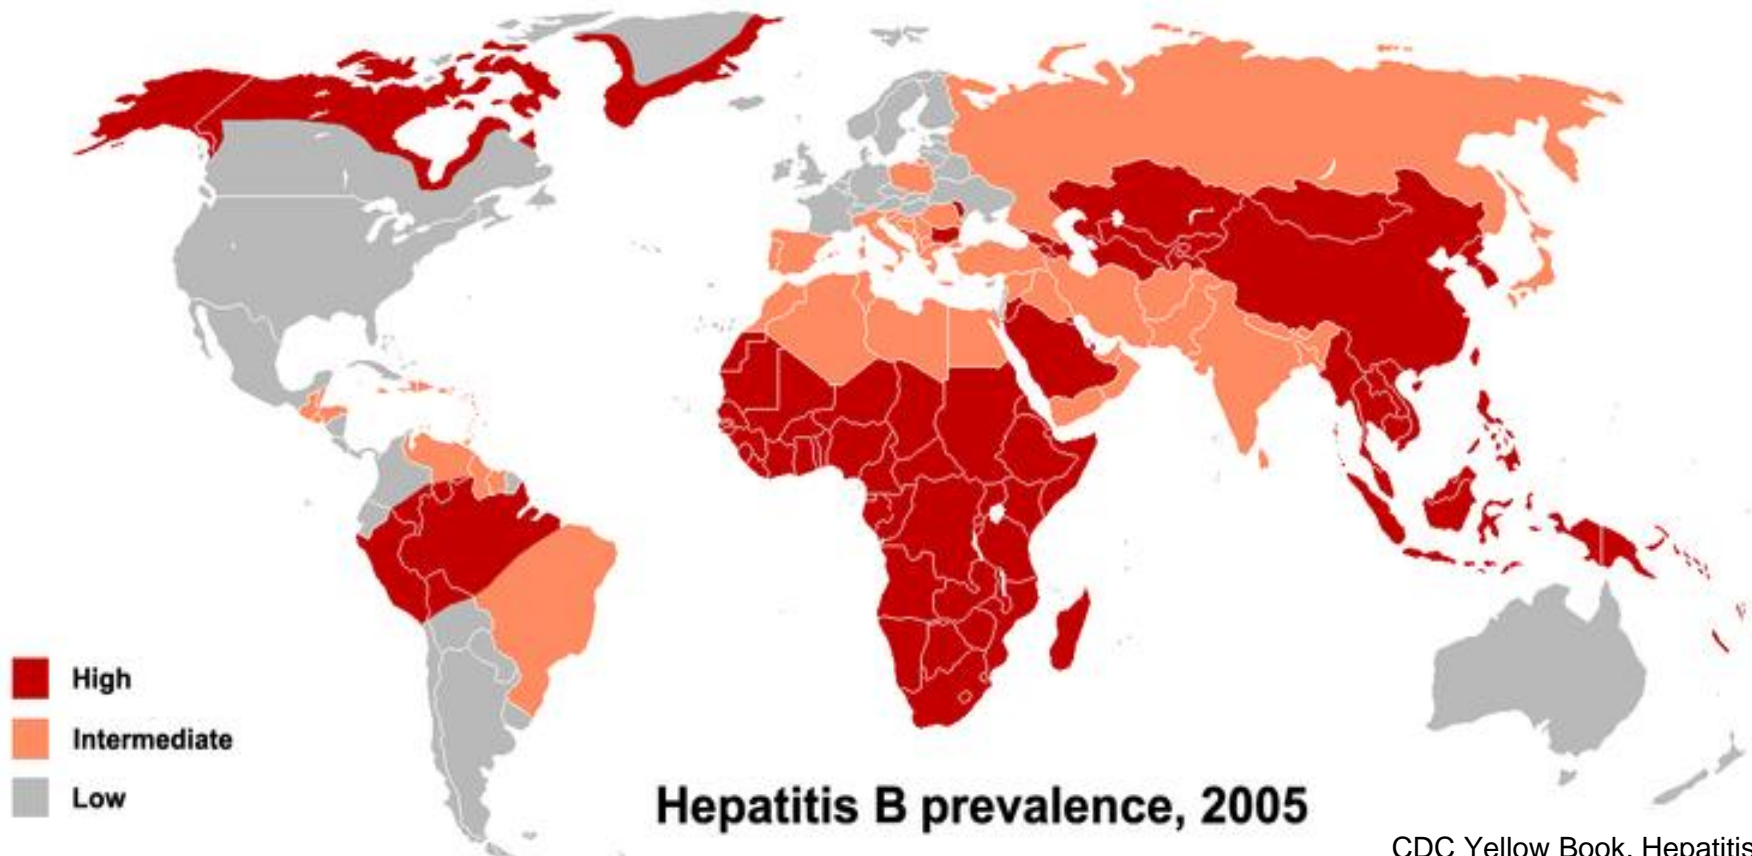 High
Intermediate
Low
Hepatitis B prevalence, 2005
CDC Yellow Book, Hepatitis